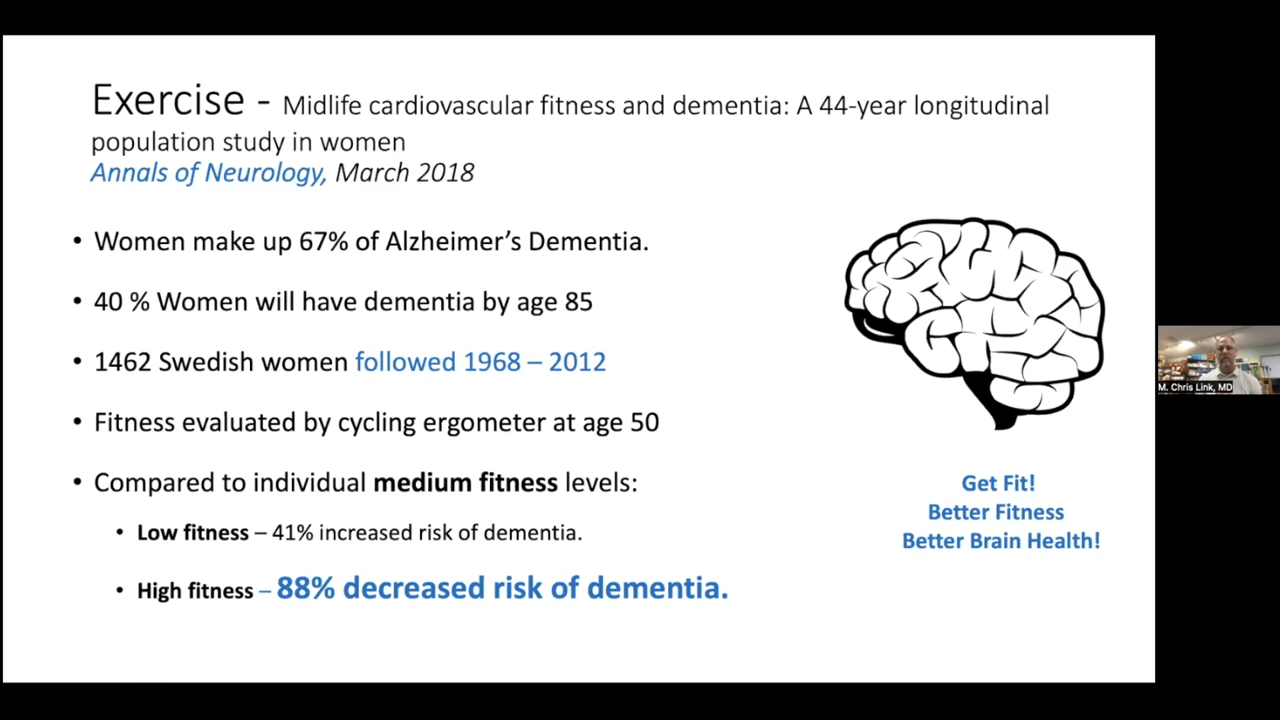 Exercise - Midlife cardiovascular fitness and dementia: A 44-year longitudinal
population study in women
Annals of Neurology, March 2018
• Women make up 67% of Alzheimer's Dementia.
• 40 % Women will have dementia by age 85
• 1462 Swedish women followed 1968 – 2012
• Fitness evaluated by cycling ergometer at age 50
• Compared to individual medium fitness levels:
• Low fitness – 41% increased risk of dementia.
• High fitness – 88% decreased risk of dementia.
Get Fit!
Better Fitness
Better Brain Health!
M. Chris Link, MD